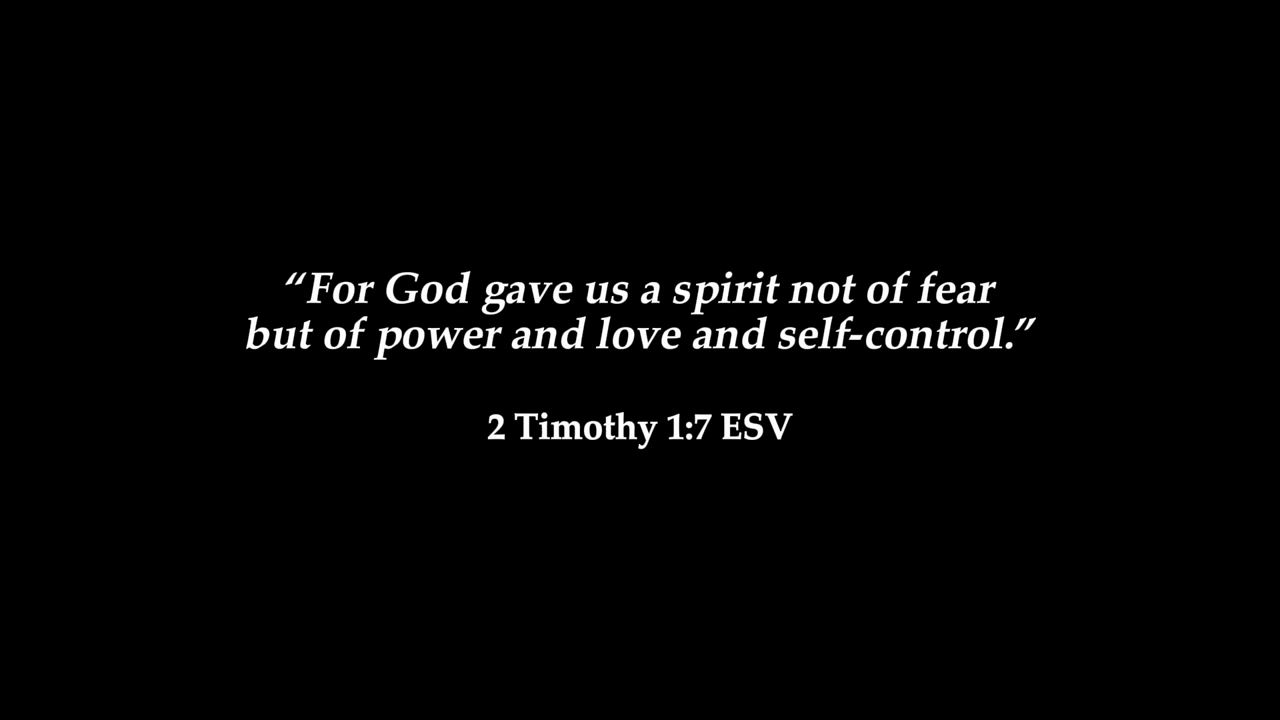 “For God gave us a spirit not of fear
but of power and love and self-control.”
2 Timothy 1:7 ESV